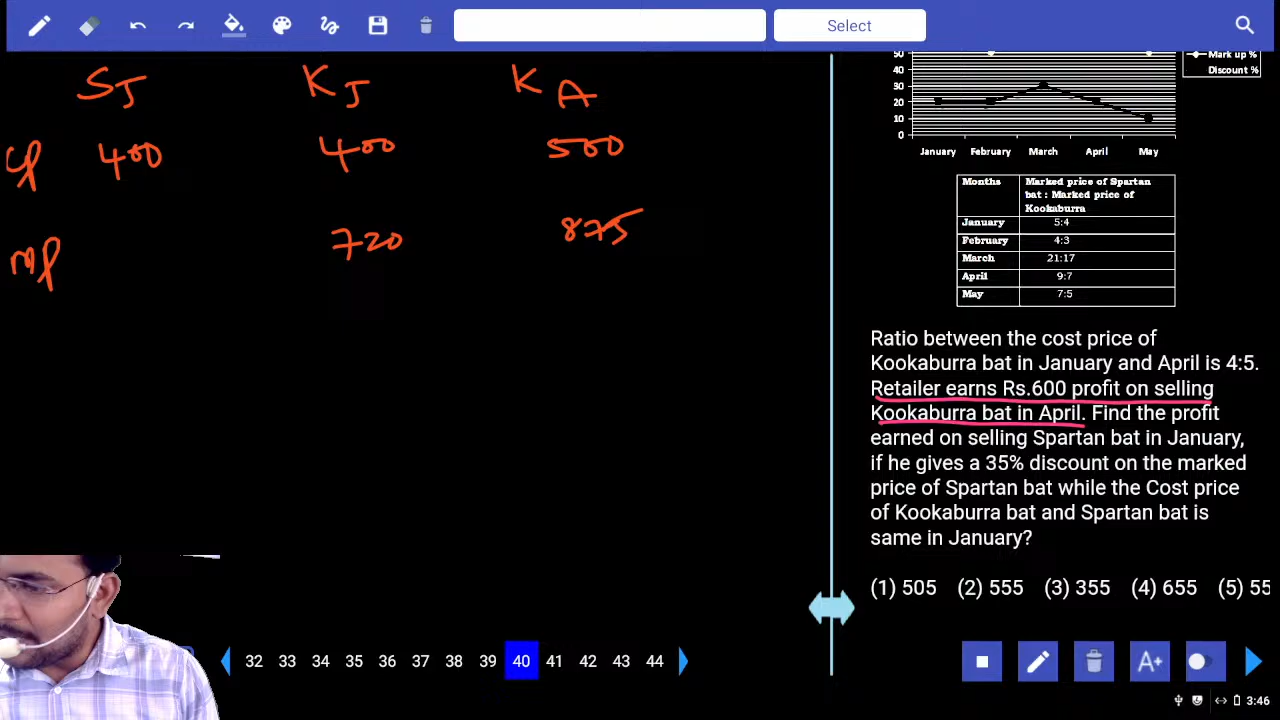 Select
S J K J K A
CP 400 400 500
MP 720 875
50
40
30
20
10
0
Mark up %
Discount %
January February March April May
Months Marked price of Spartan bat : Marked price of Kookaburra
January 5:4
February 4:3
March 21:17
April 9:7
May 7:5
Ratio between the cost price of
Kookaburra bat in January and April is 4:5.
Retailer earns Rs.600 profit on selling
Kookaburra bat in April. Find the profit
earned on selling Spartan bat in January,
if he gives a 35% discount on the marked
price of Spartan bat while the Cost price
of Kookaburra bat and Spartan bat is
same in January?
(1) 505 (2) 555 (3) 355 (4) 655 (5) 55
32 33 34 35 36 37 38 39 40 41 42 43 44
A+
3:46